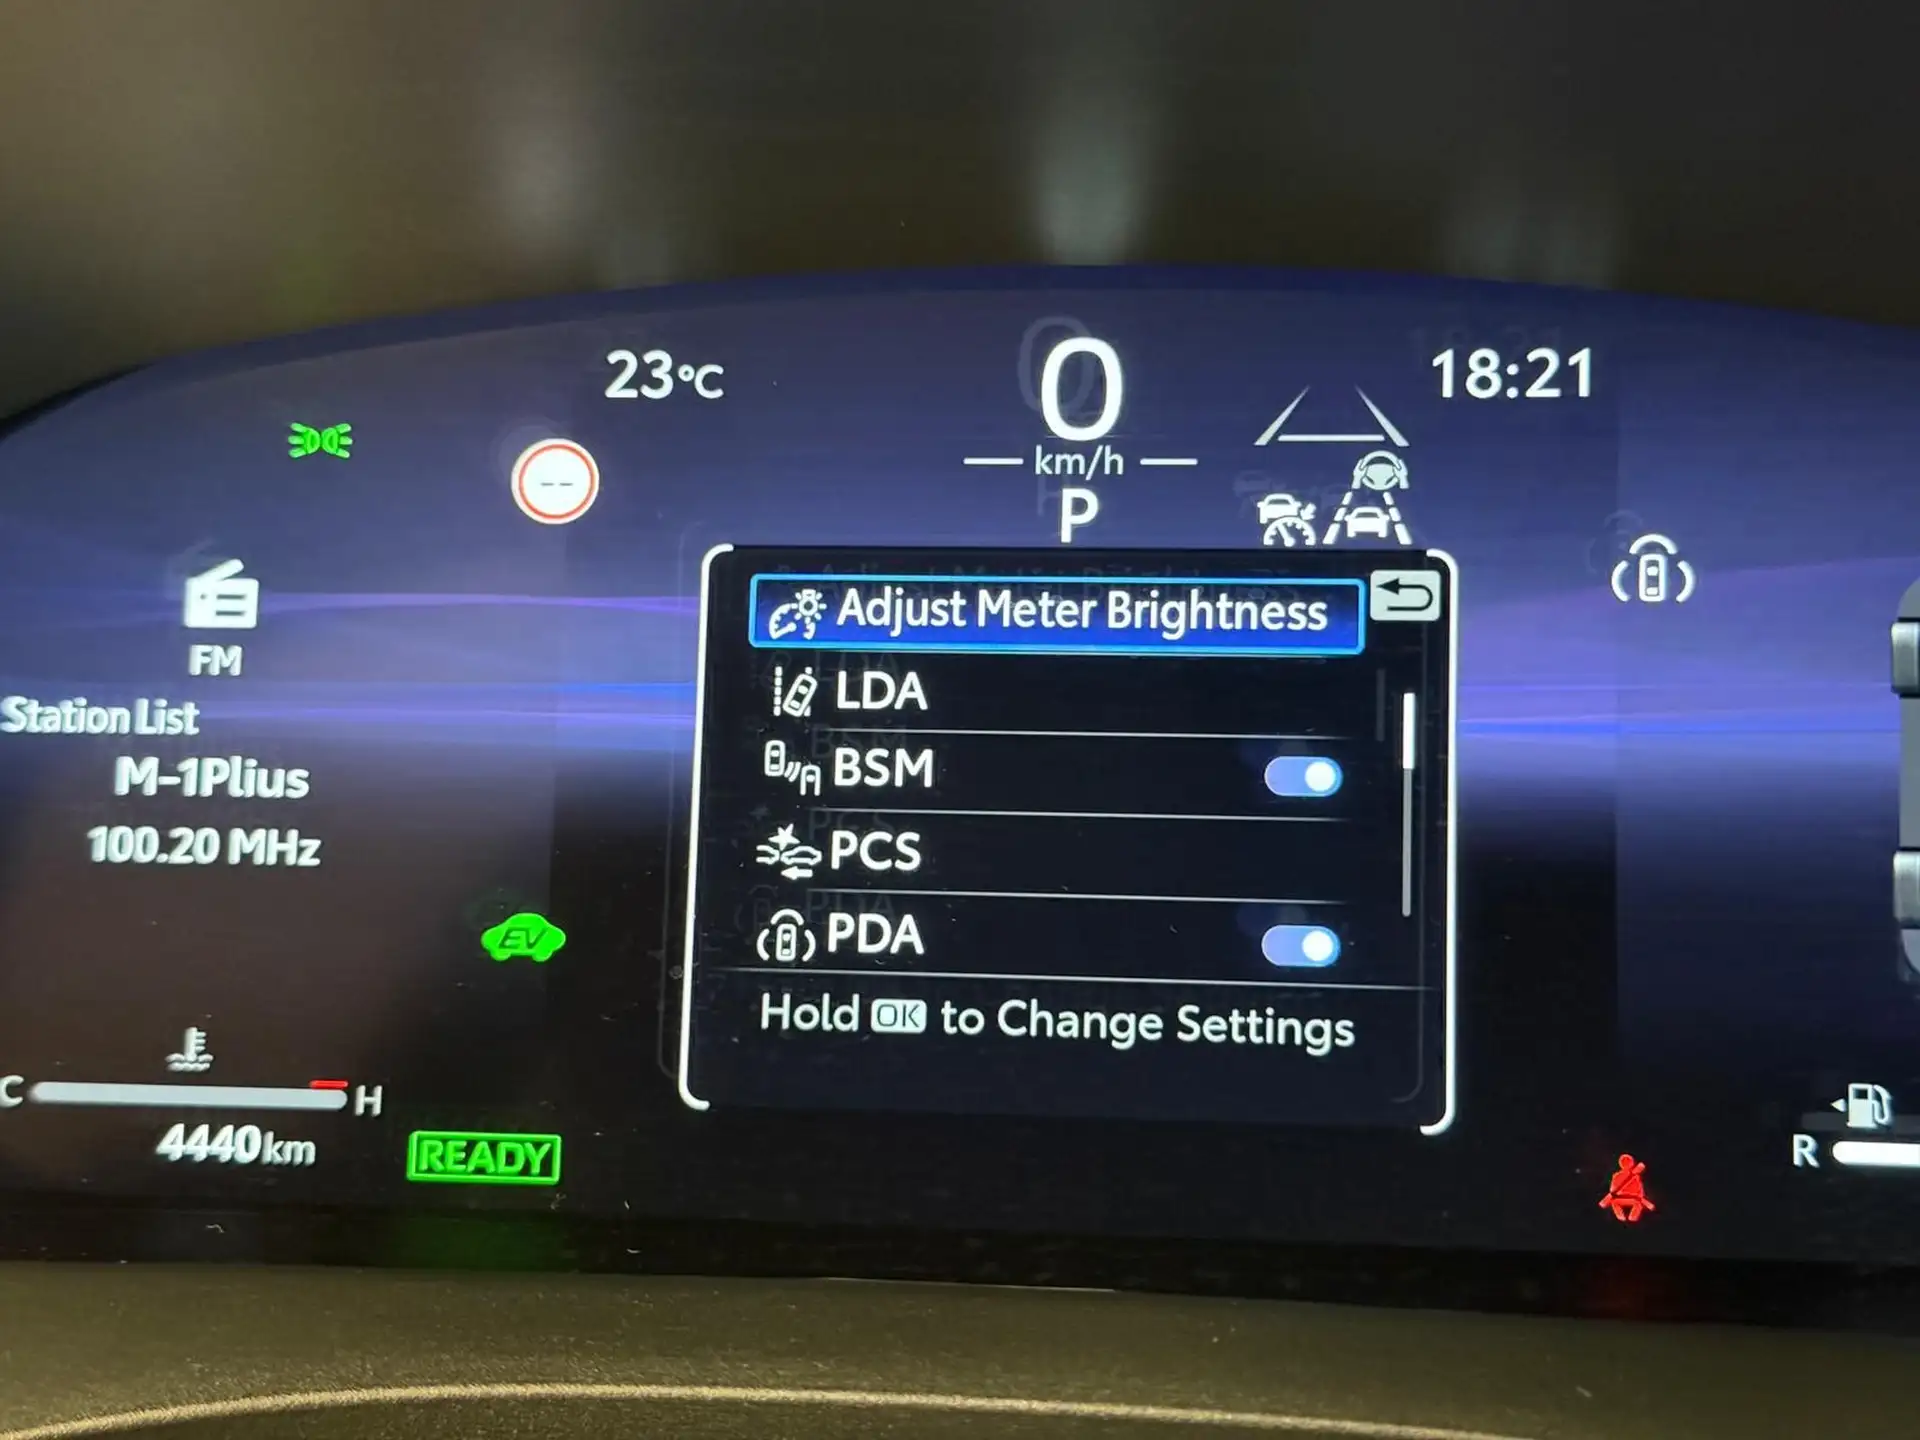 23°C
0
18:21
km/h
P
--
FM
Station List
M-1Plius
100.20 MHz
EV
C
H
4440km
READY
Adjust Meter Brightness
LDA
BSM
PCS
PDA
Hold OK to Change Settings
R